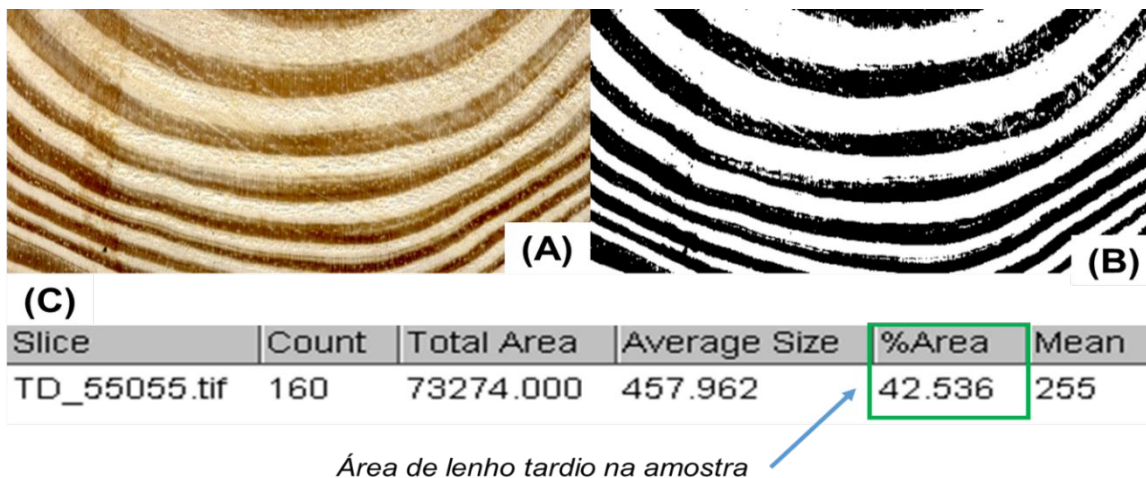 (A)
(B)
(C)
Slice Count Total Area Average Size %Area Mean
TD_55055.tif 160 73274.000 457.962 42.536 255
Área de lenho tardio na amostra